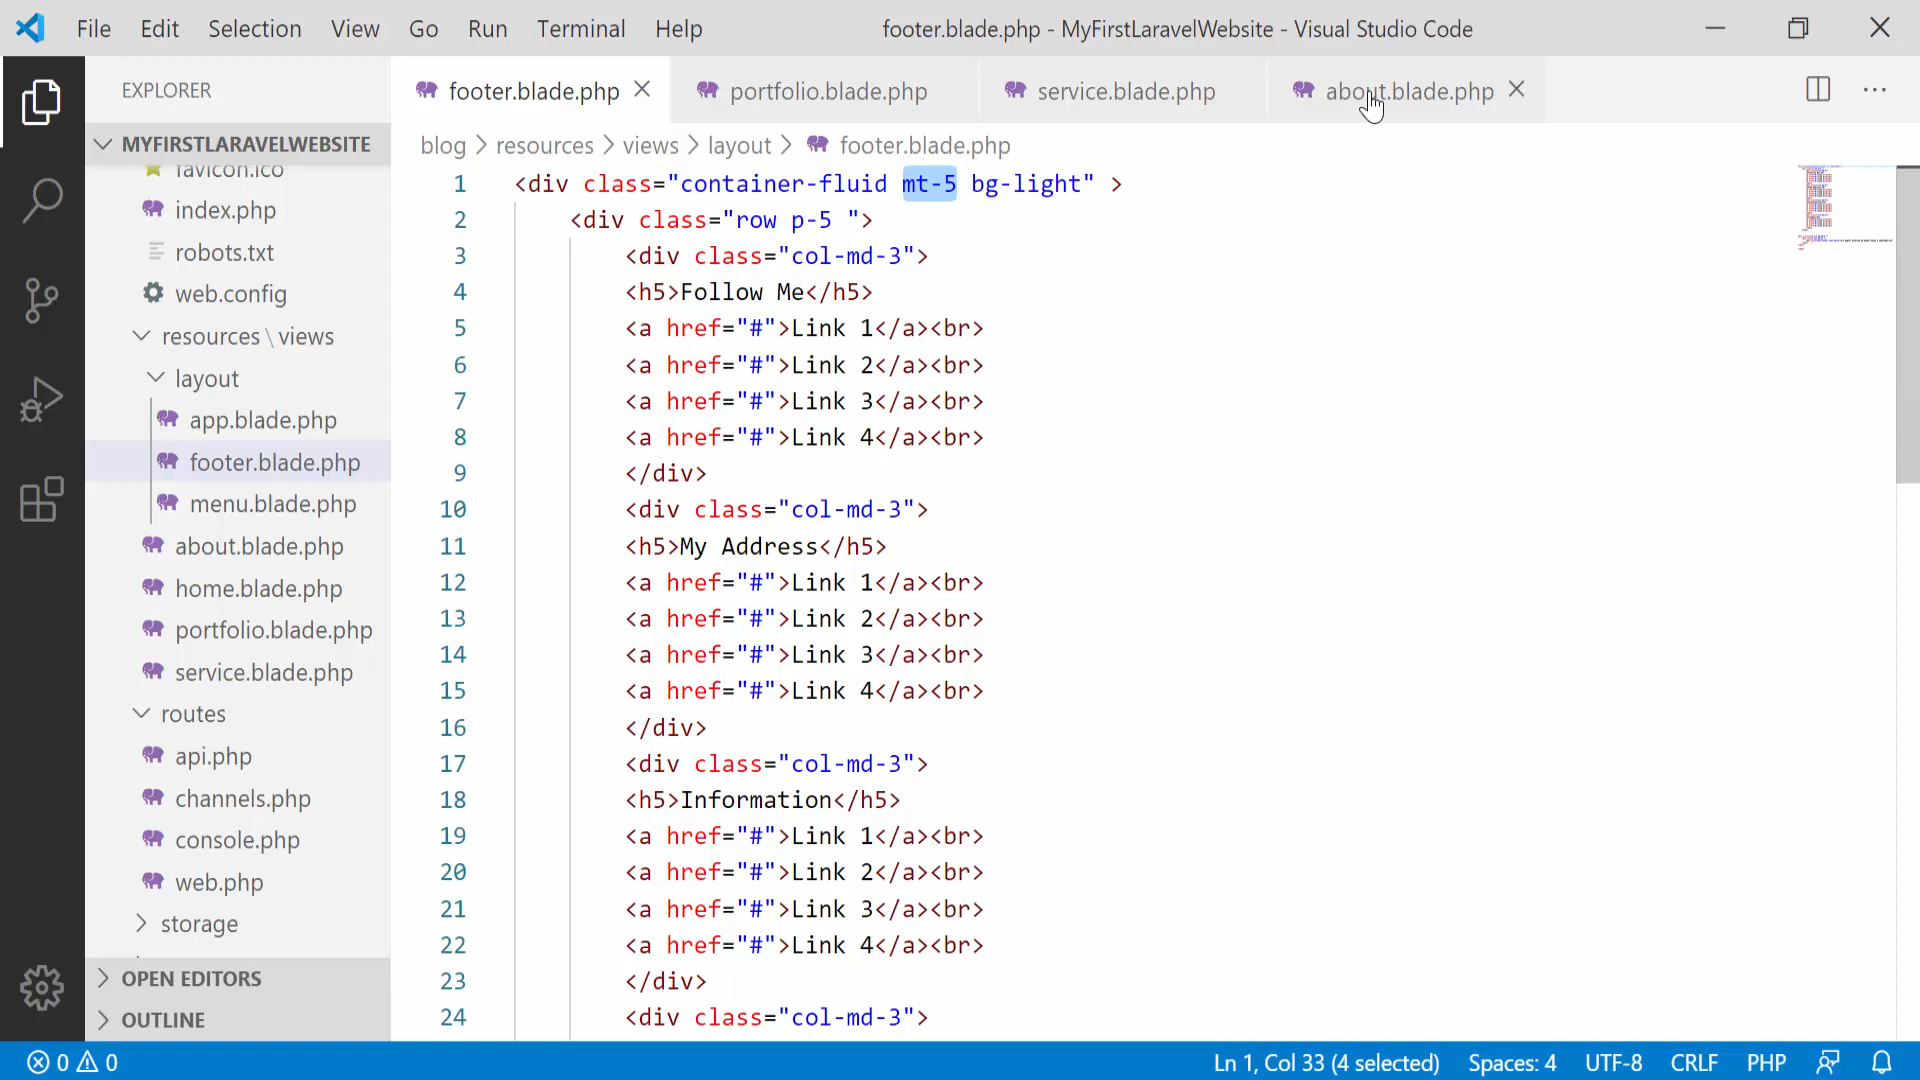 File Edit Selection View Go Run Terminal Help footer.blade.php - MyFirstLaravelWebsite - Visual Studio Code
EXPLORER
footer.blade.php portfolio.blade.php service.blade.php about.blade.php
MYFIRSTLARAVELWEBSITE
favicon.ico
index.php
robots.txt
web.config
resources \ views
layout
app.blade.php
footer.blade.php
menu.blade.php
about.blade.php
home.blade.php
portfolio.blade.php
service.blade.php
routes
api.php
channels.php
console.php
web.php
storage
OPEN EDITORS
OUTLINE
blog > resources > views > layout > footer.blade.php
1 <div class="container-fluid mt-5 bg-light" >
2 <div class="row p-5 ">
3 <div class="col-md-3">
4 <h5>Follow Me</h5>
5 <a href="#">Link 1</a><br>
6 <a href="#">Link 2</a><br>
7 <a href="#">Link 3</a><br>
8 <a href="#">Link 4</a><br>
9 </div>
10 <div class="col-md-3">
11 <h5>My Address</h5>
12 <a href="#">Link 1</a><br>
13 <a href="#">Link 2</a><br>
14 <a href="#">Link 3</a><br>
15 <a href="#">Link 4</a><br>
16 </div>
17 <div class="col-md-3">
18 <h5>Information</h5>
19 <a href="#">Link 1</a><br>
20 <a href="#">Link 2</a><br>
21 <a href="#">Link 3</a><br>
22 <a href="#">Link 4</a><br>
23 </div>
24 <div class="col-md-3">
0 0 Ln 1, Col 33 (4 selected) Spaces: 4 UTF-8 CRLF PHP